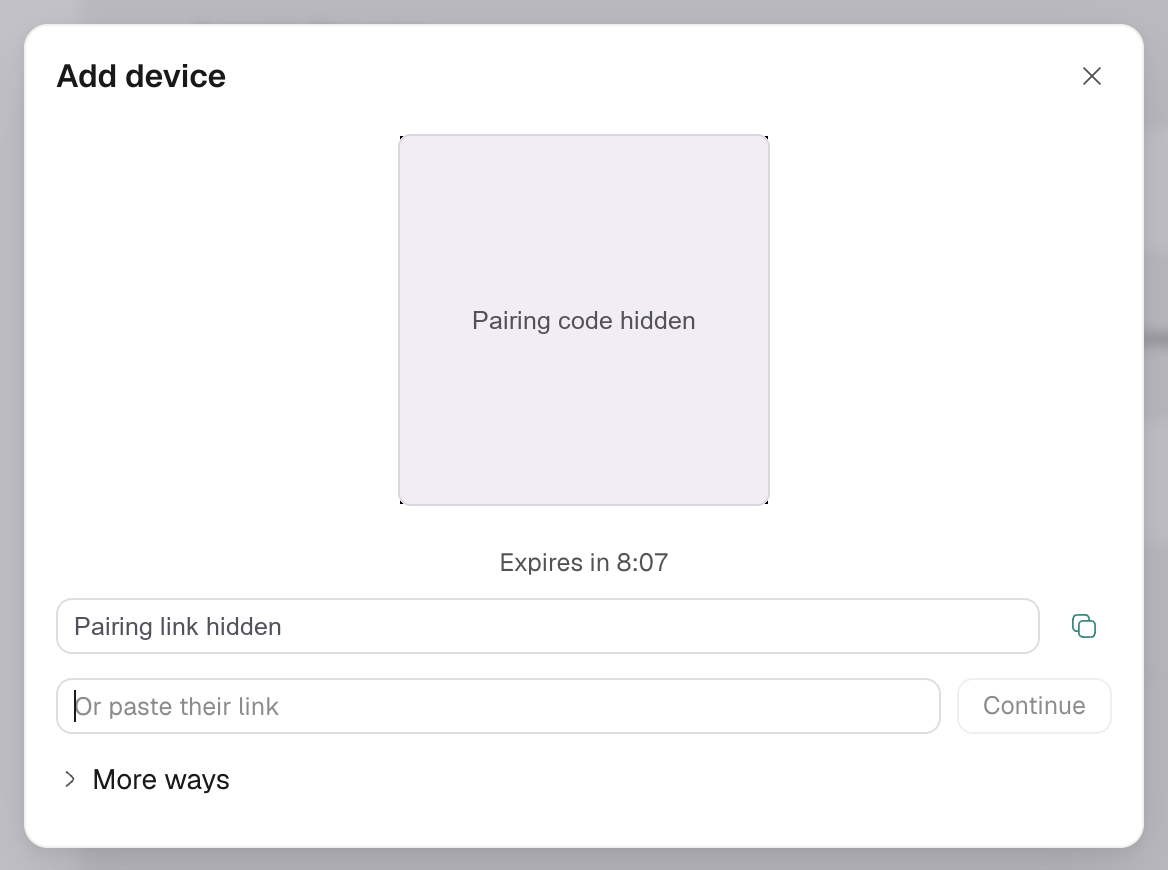 Add device
Pairing code hidden
Expires in 8:07
Pairing link hidden
Or paste their link
Continue
More ways